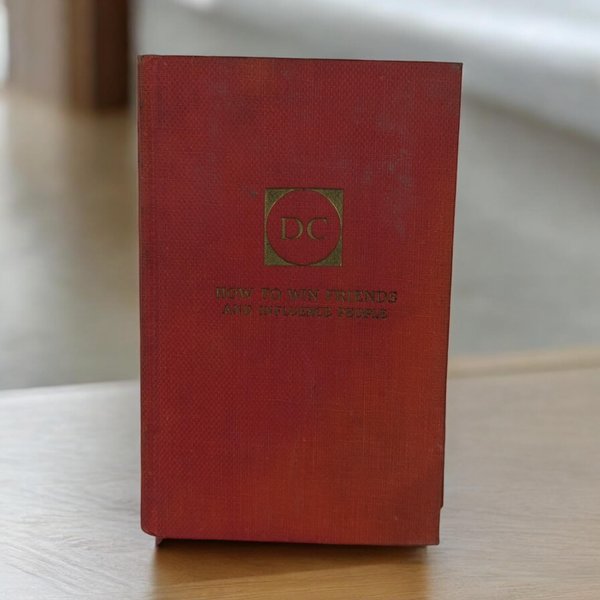 DC
HOW TO WIN FRIENDS
AND INFLUENCE PEOPLE